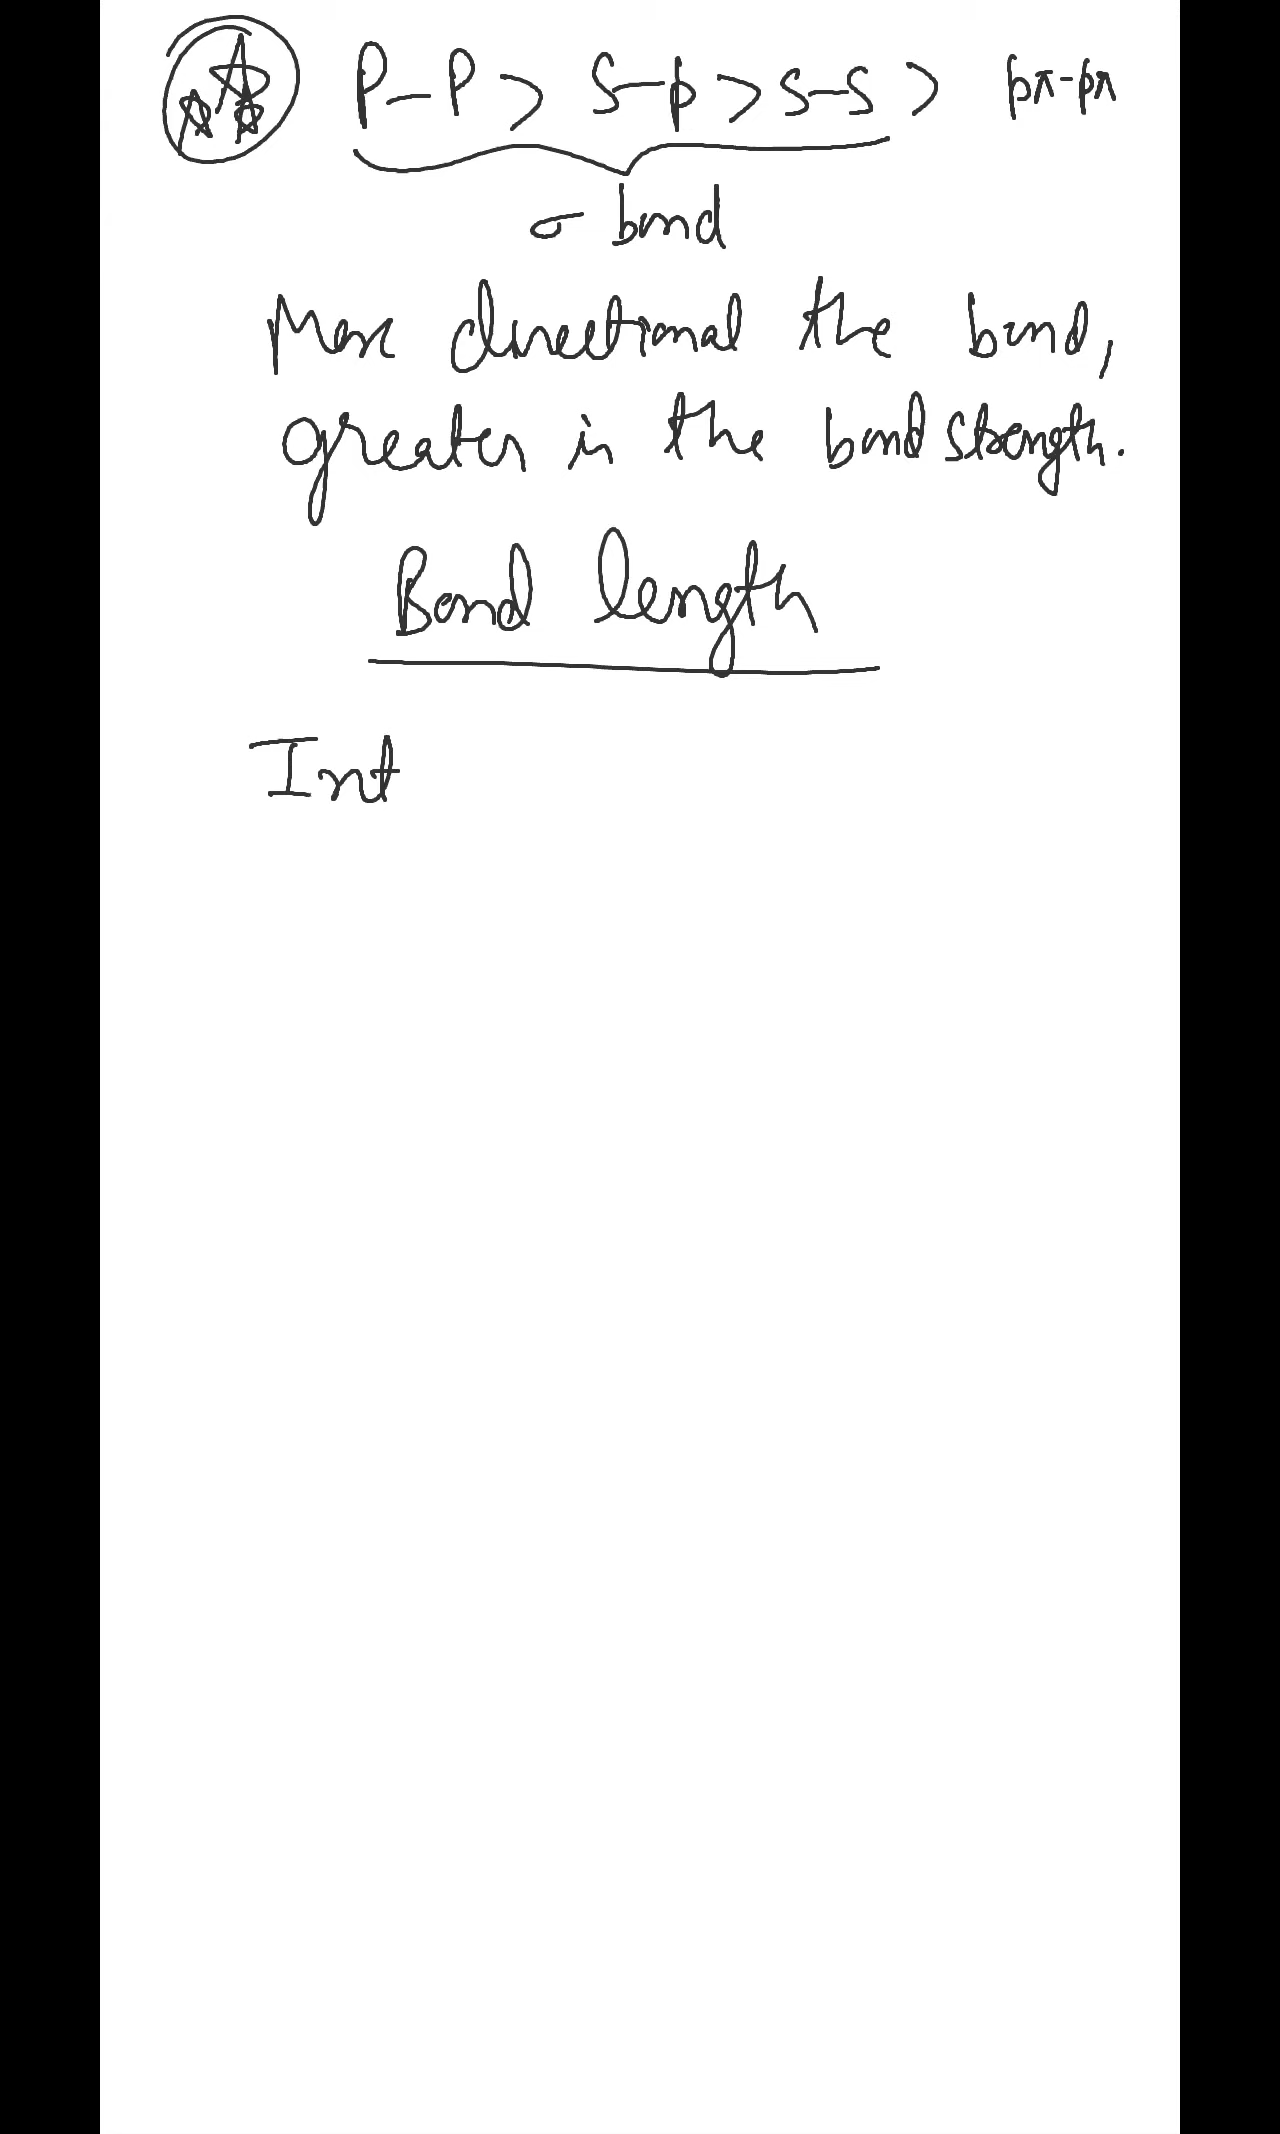 P-P > S-p > s-s > pπ-pπ
σ bond
More directional the bond,
greater is the bond strength.
Bond length
Int